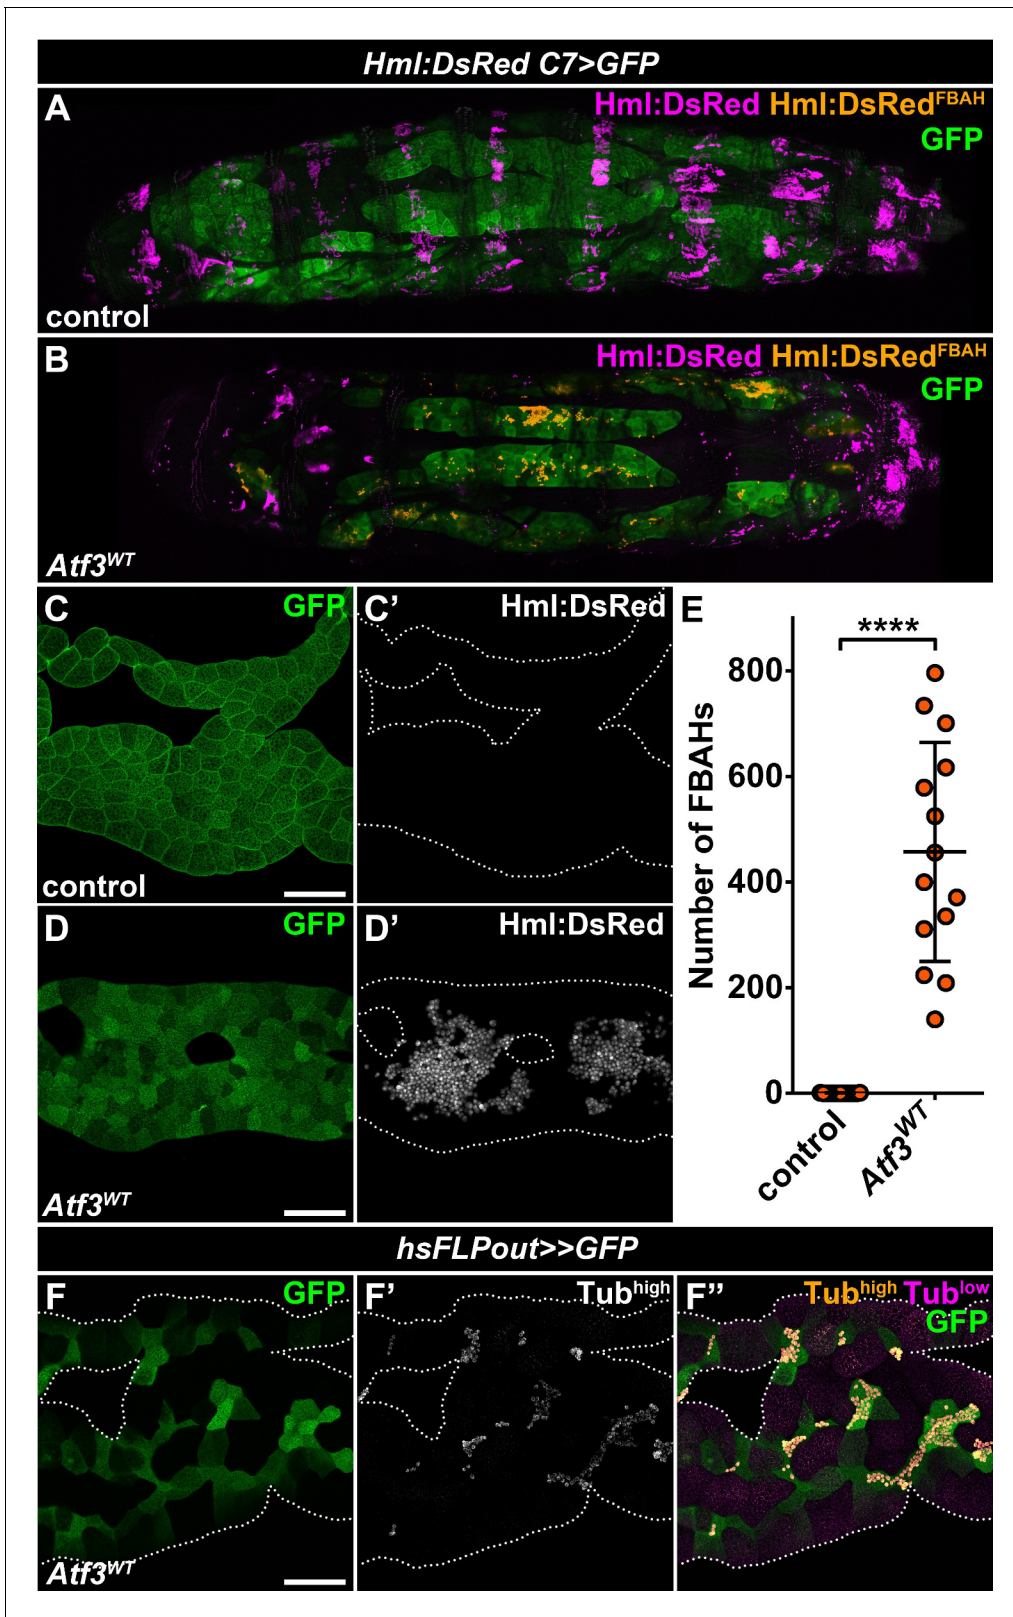 Hml:DsRed C7>GFP
A
Hml:DsRed Hml:DsRedFBAH
GFP
control
B
Hml:DsRed Hml:DsRedFBAH
GFP
Atf3WT
C
GFP
control
C’
Hml:DsRed
D
GFP
Atf3WT
D’
Hml:DsRed
E
****
Number of FBAHs
800
600
400
200
0
control
Atf3WT
hsFLPout>>GFP
F
GFP
Atf3WT
F’
Tubhigh
F’’
Tubhigh Tublow
GFP